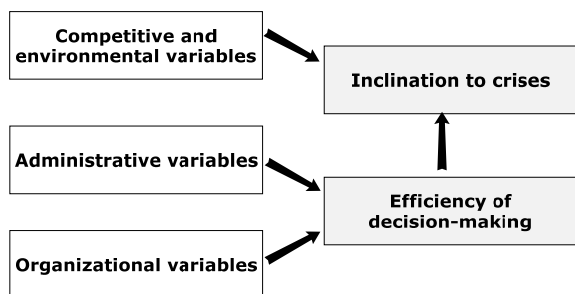 Competitive and
environmental variables
Inclination to crises
Administrative variables
Efficiency of
decision-making
Organizational variables